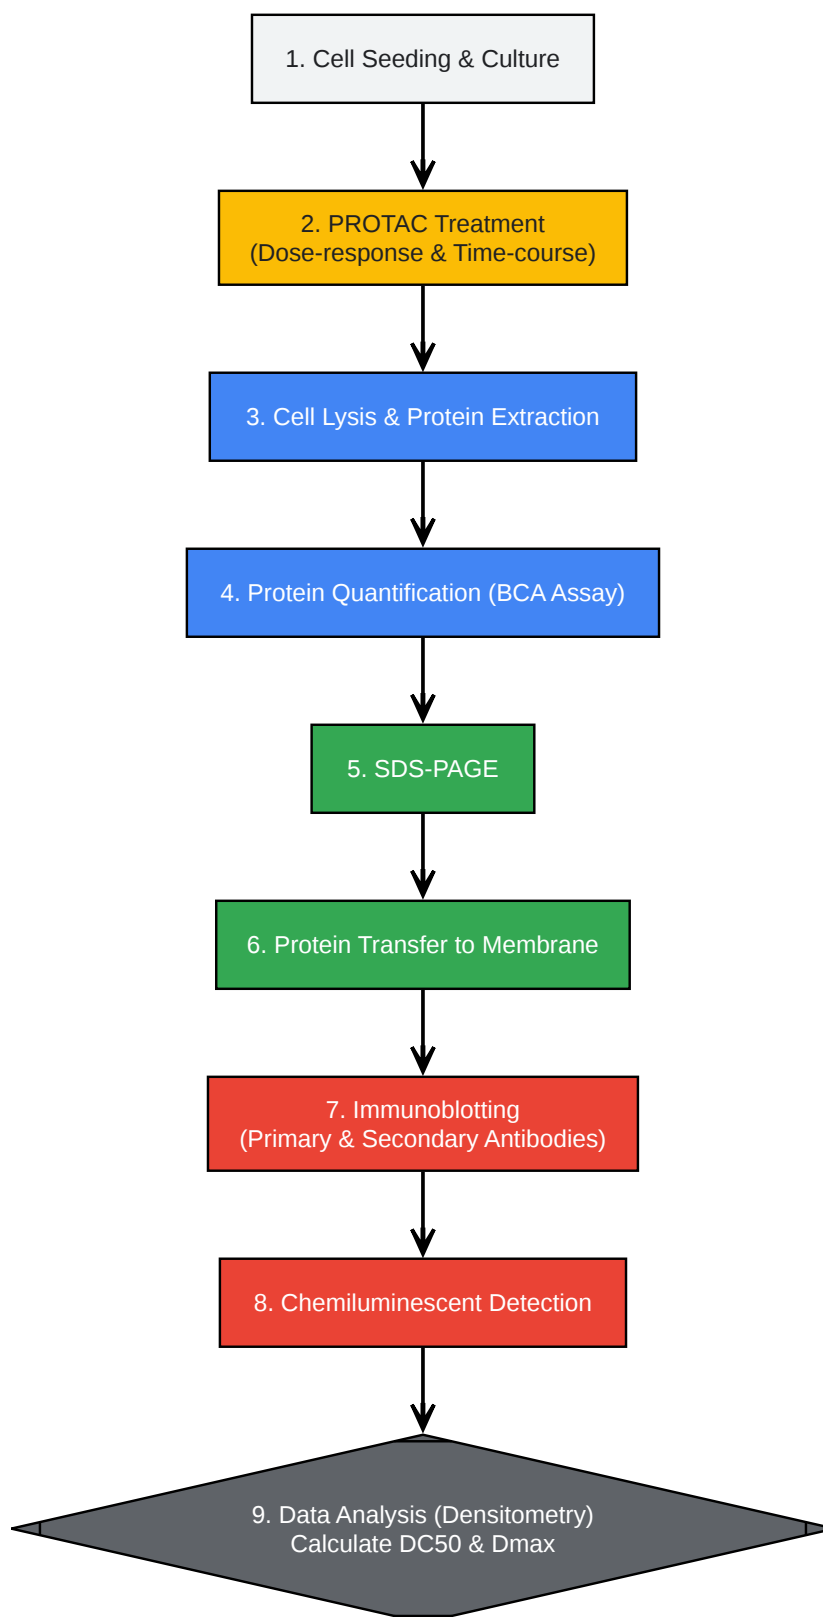 1. Cell Seeding & Culture
2. PROTAC Treatment
(Dose-response & Time-course)
3. Cell Lysis & Protein Extraction
4. Protein Quantification (BCA Assay)
5. SDS-PAGE
6. Protein Transfer to Membrane
7. Immunoblotting
(Primary & Secondary Antibodies)
8. Chemiluminescent Detection
9. Data Analysis (Densitometry)
Calculate DC50 & Dmax